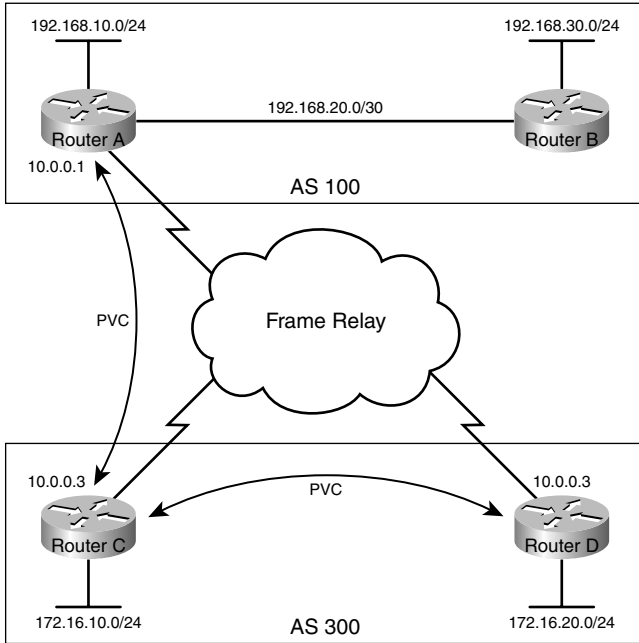 192.168.10.0/24
192.168.30.0/24
192.168.20.0/30
Router A
Router B
10.0.0.1
AS 100
PVC
Frame Relay
10.0.0.3
10.0.0.3
PVC
Router C
Router D
172.16.10.0/24
172.16.20.0/24
AS 300